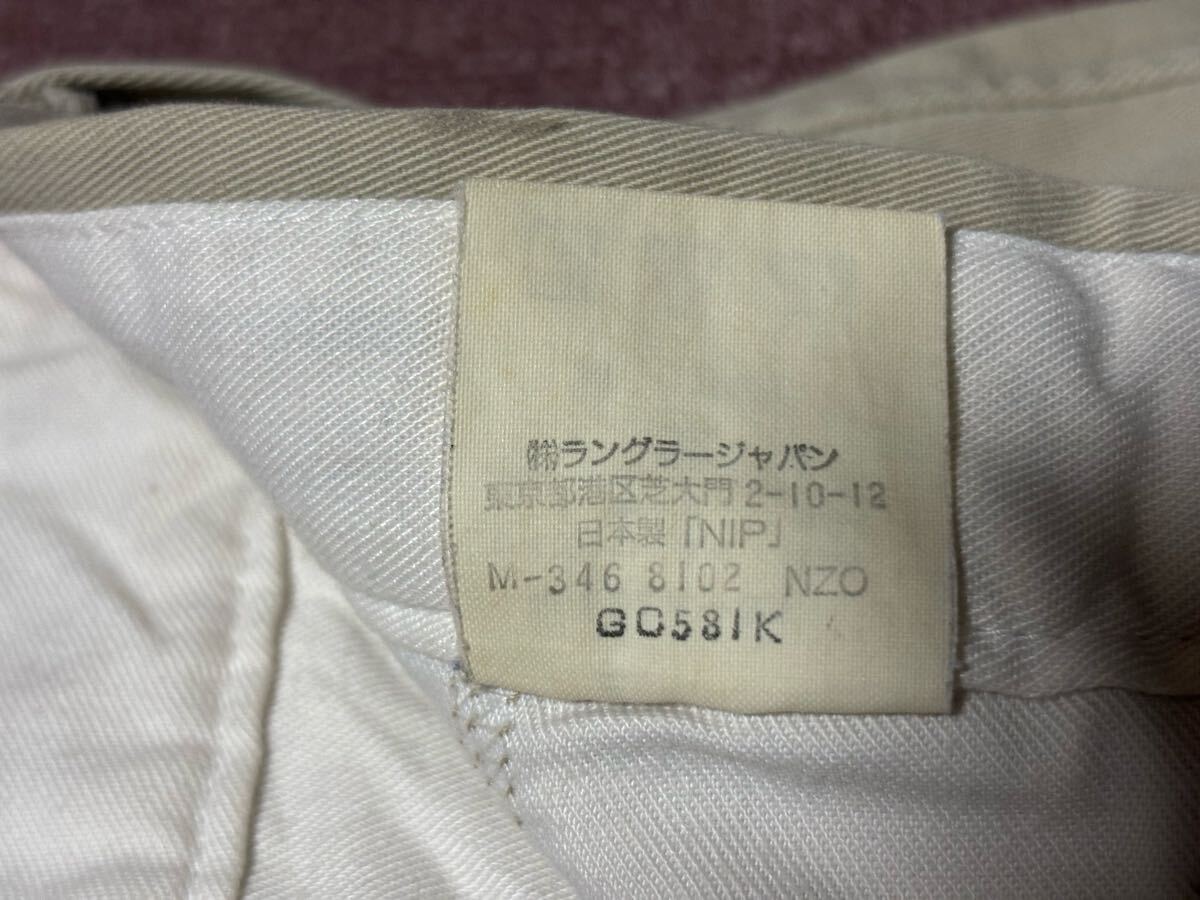 ㈱ラングラージャパン
東京都港区芝大門2-10-12
日本製「NIP」
M-346 8102 NZO
GO581K